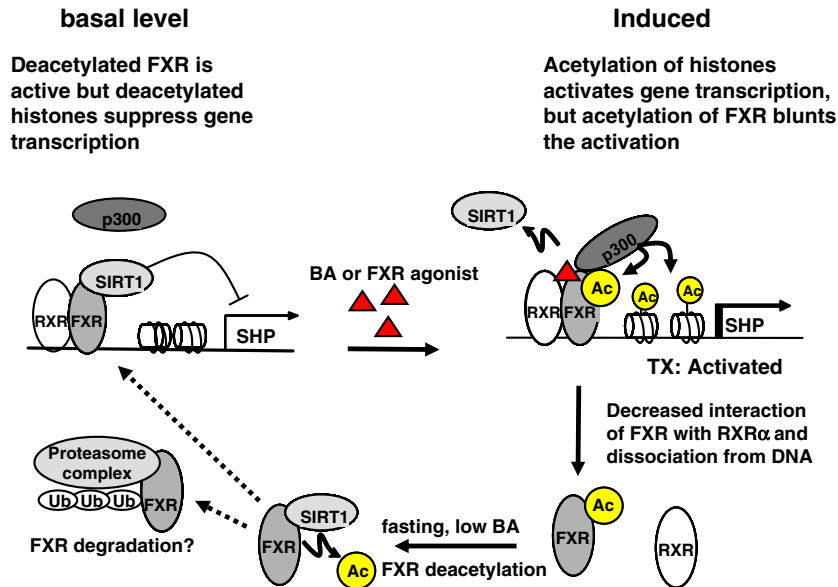 basal level
Deacetylated FXR is
active but deacetylated
histones suppress gene
transcription
Induced
Acetylation of histones
activates gene transcription,
but acetylation of FXR blunts
the activation
p300
SIRT1
RXR
FXR
SHP
BA or FXR agonist
SIRT1
p300
Ac
RXR
FXR
Ac
Ac
SHP
TX: Activated
Decreased interaction
of FXR with RXRα and
dissociation from DNA
Ac
FXR
RXR
fasting, low BA
FXR deacetylation
SIRT1
FXR
Ac
Proteasome
complex
Ub Ub Ub
FXR
FXR degradation?